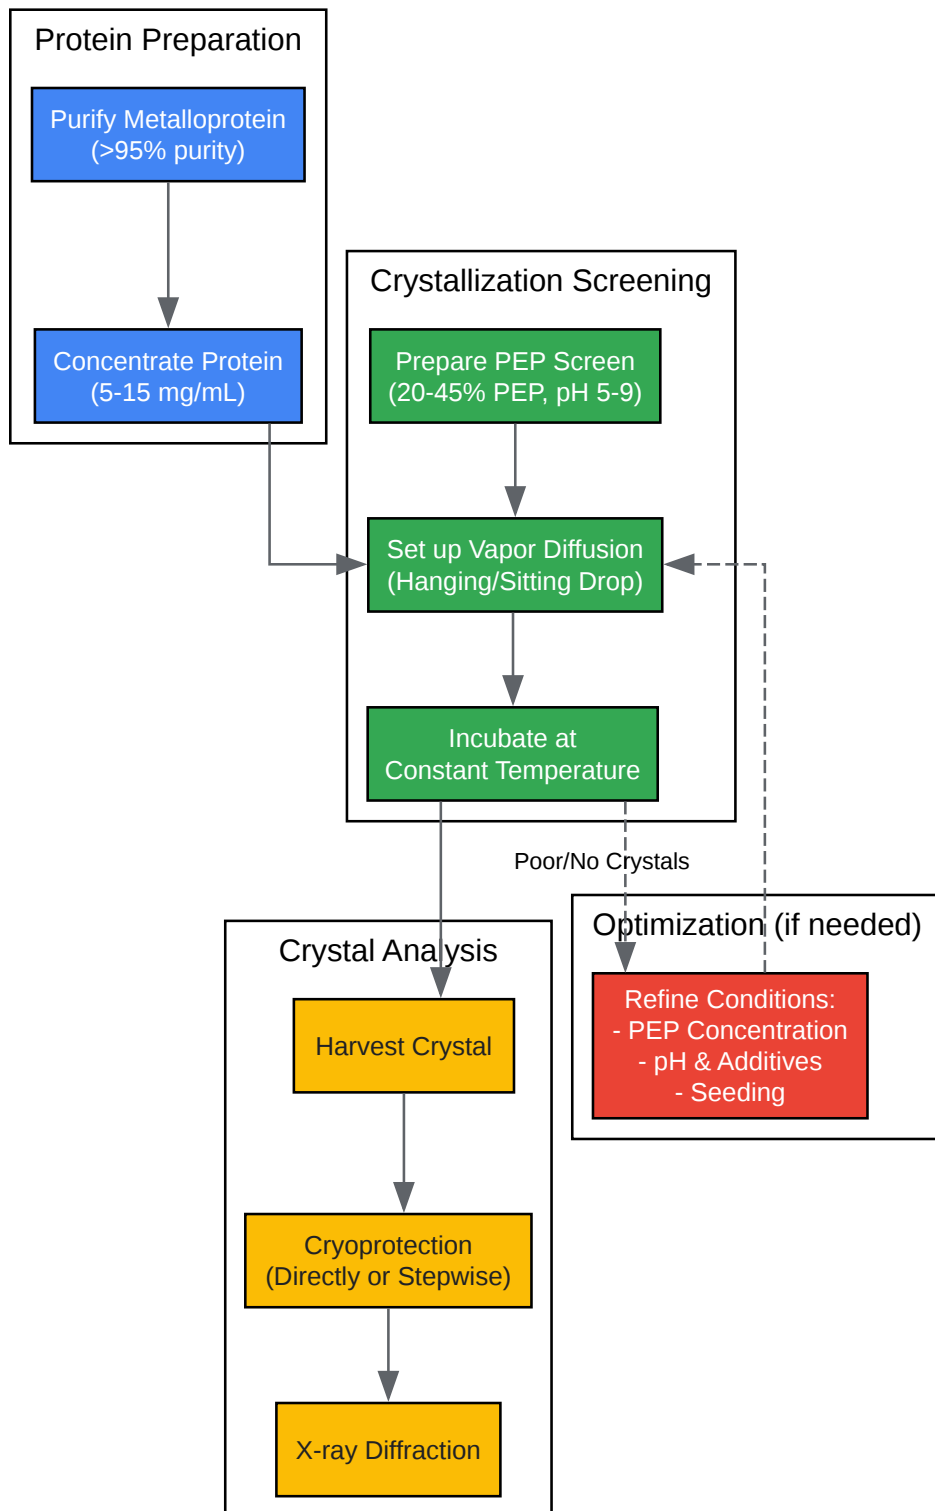 Protein Preparation
Purify Metalloprotein
(>95% purity)
Concentrate Protein
(5-15 mg/mL)
Crystallization Screening
Prepare PEP Screen
(20-45% PEP, pH 5-9)
Set up Vapor Diffusion
(Hanging/Sitting Drop)
Incubate at
Constant Temperature
Poor/No Crystals
Optimization (if needed)
Refine Conditions:
- PEP Concentration
- pH & Additives
- Seeding
Crystal Analysis
Harvest Crystal
Cryoprotection
(Directly or Stepwise)
X-ray Diffraction